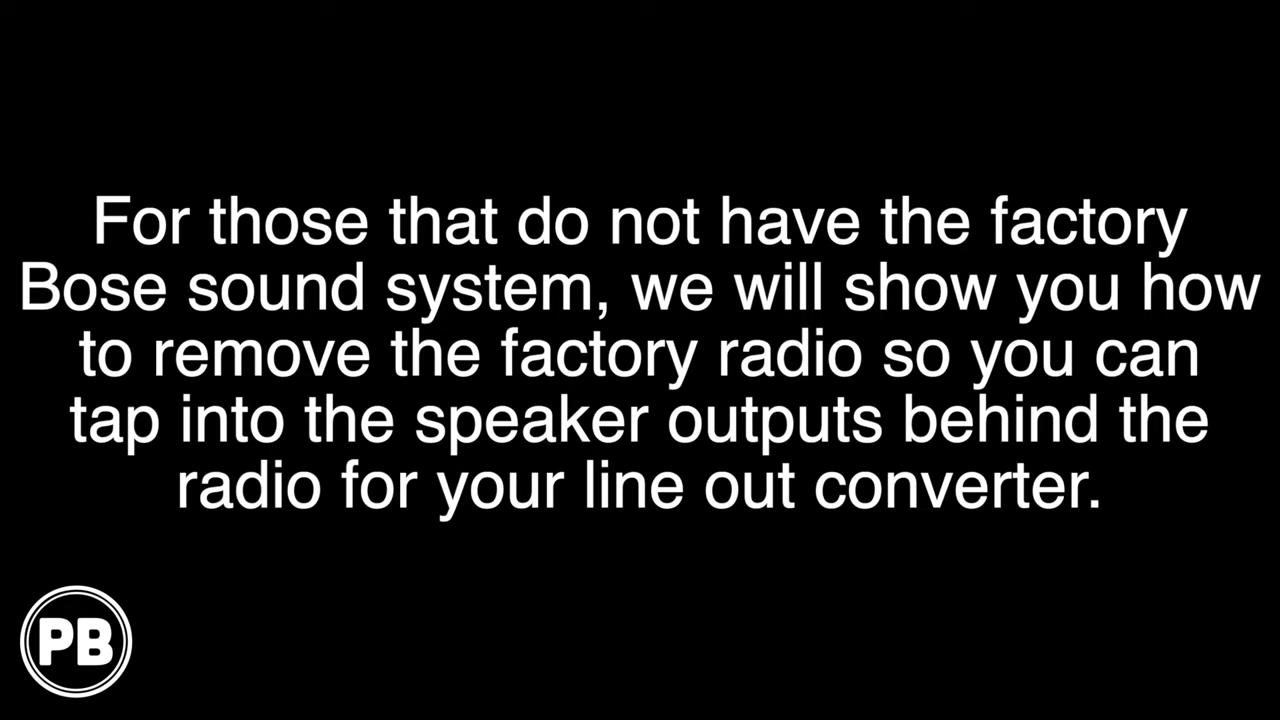 For those that do not have the factory
Bose sound system, we will show you how
to remove the factory radio so you can
tap into the speaker outputs behind the
radio for your line out converter.
PB